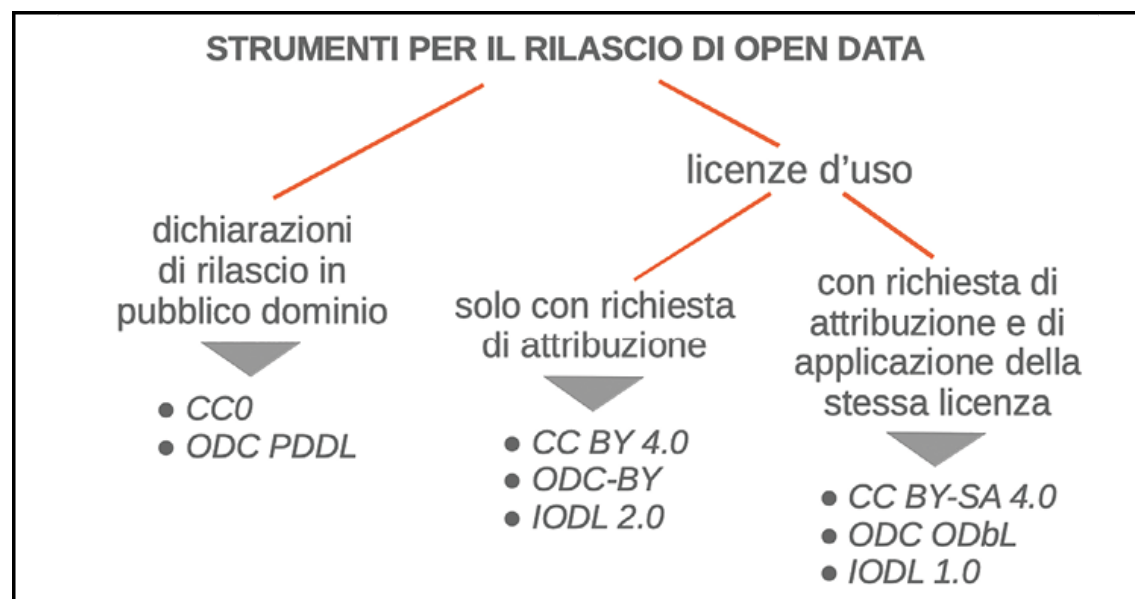 STRUMENTI PER IL RILASCIO DI OPEN DATA
dichiarazioni
di rilascio in
pubblico dominio
● CC0
● ODC PDDL
licenze d’uso
solo con richiesta
di attribuzione
● CC BY 4.0
● ODC-BY
● IODL 2.0
con richiesta di
attribuzione e di
applicazione della
stessa licenza
● CC BY-SA 4.0
● ODC ODbL
● IODL 1.0